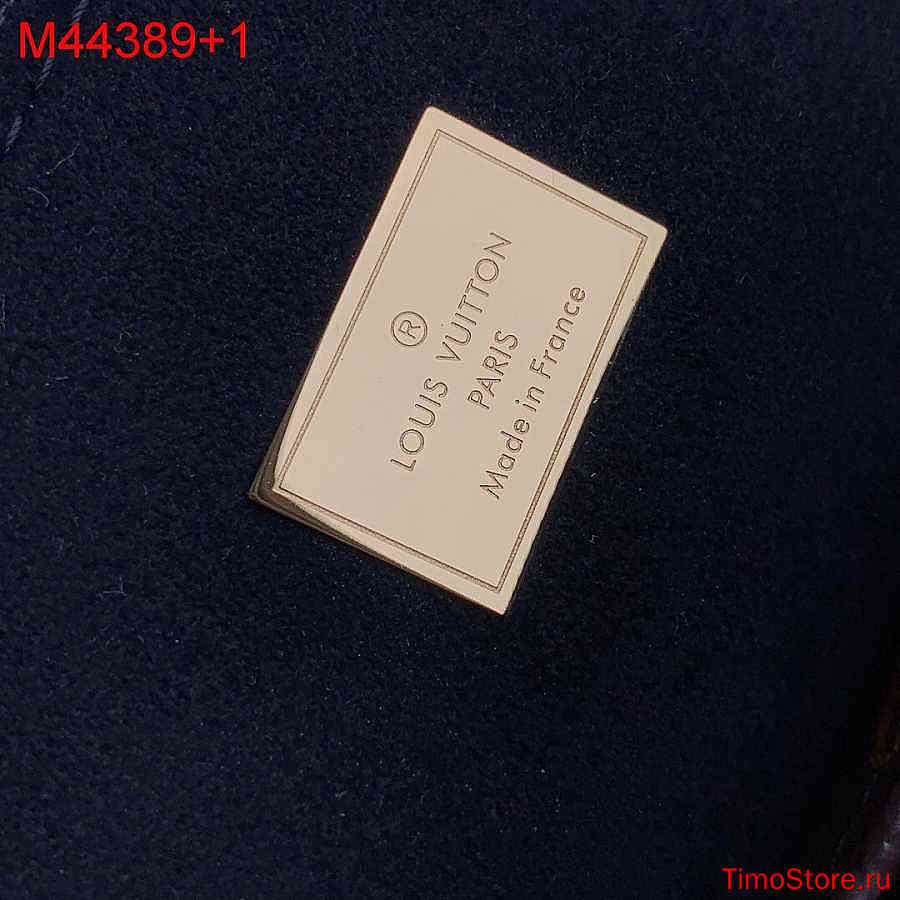 M44389+1
®
LOUIS VUITTON
PARIS
Made in France
TimoStore.ru